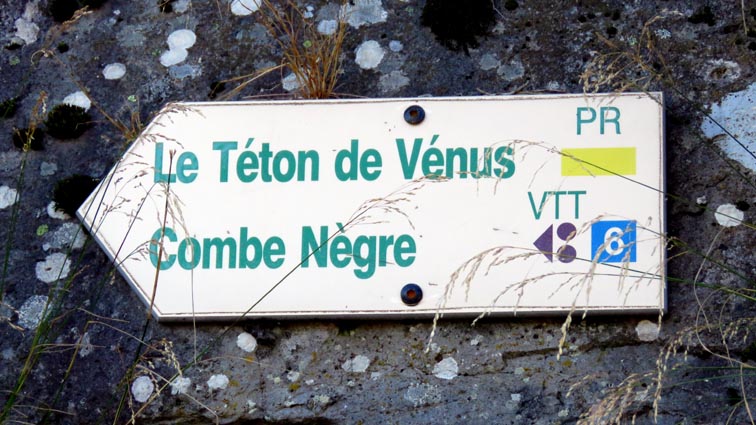 PR
Le Téton de Vénus
VTT
Combe Nègre
6